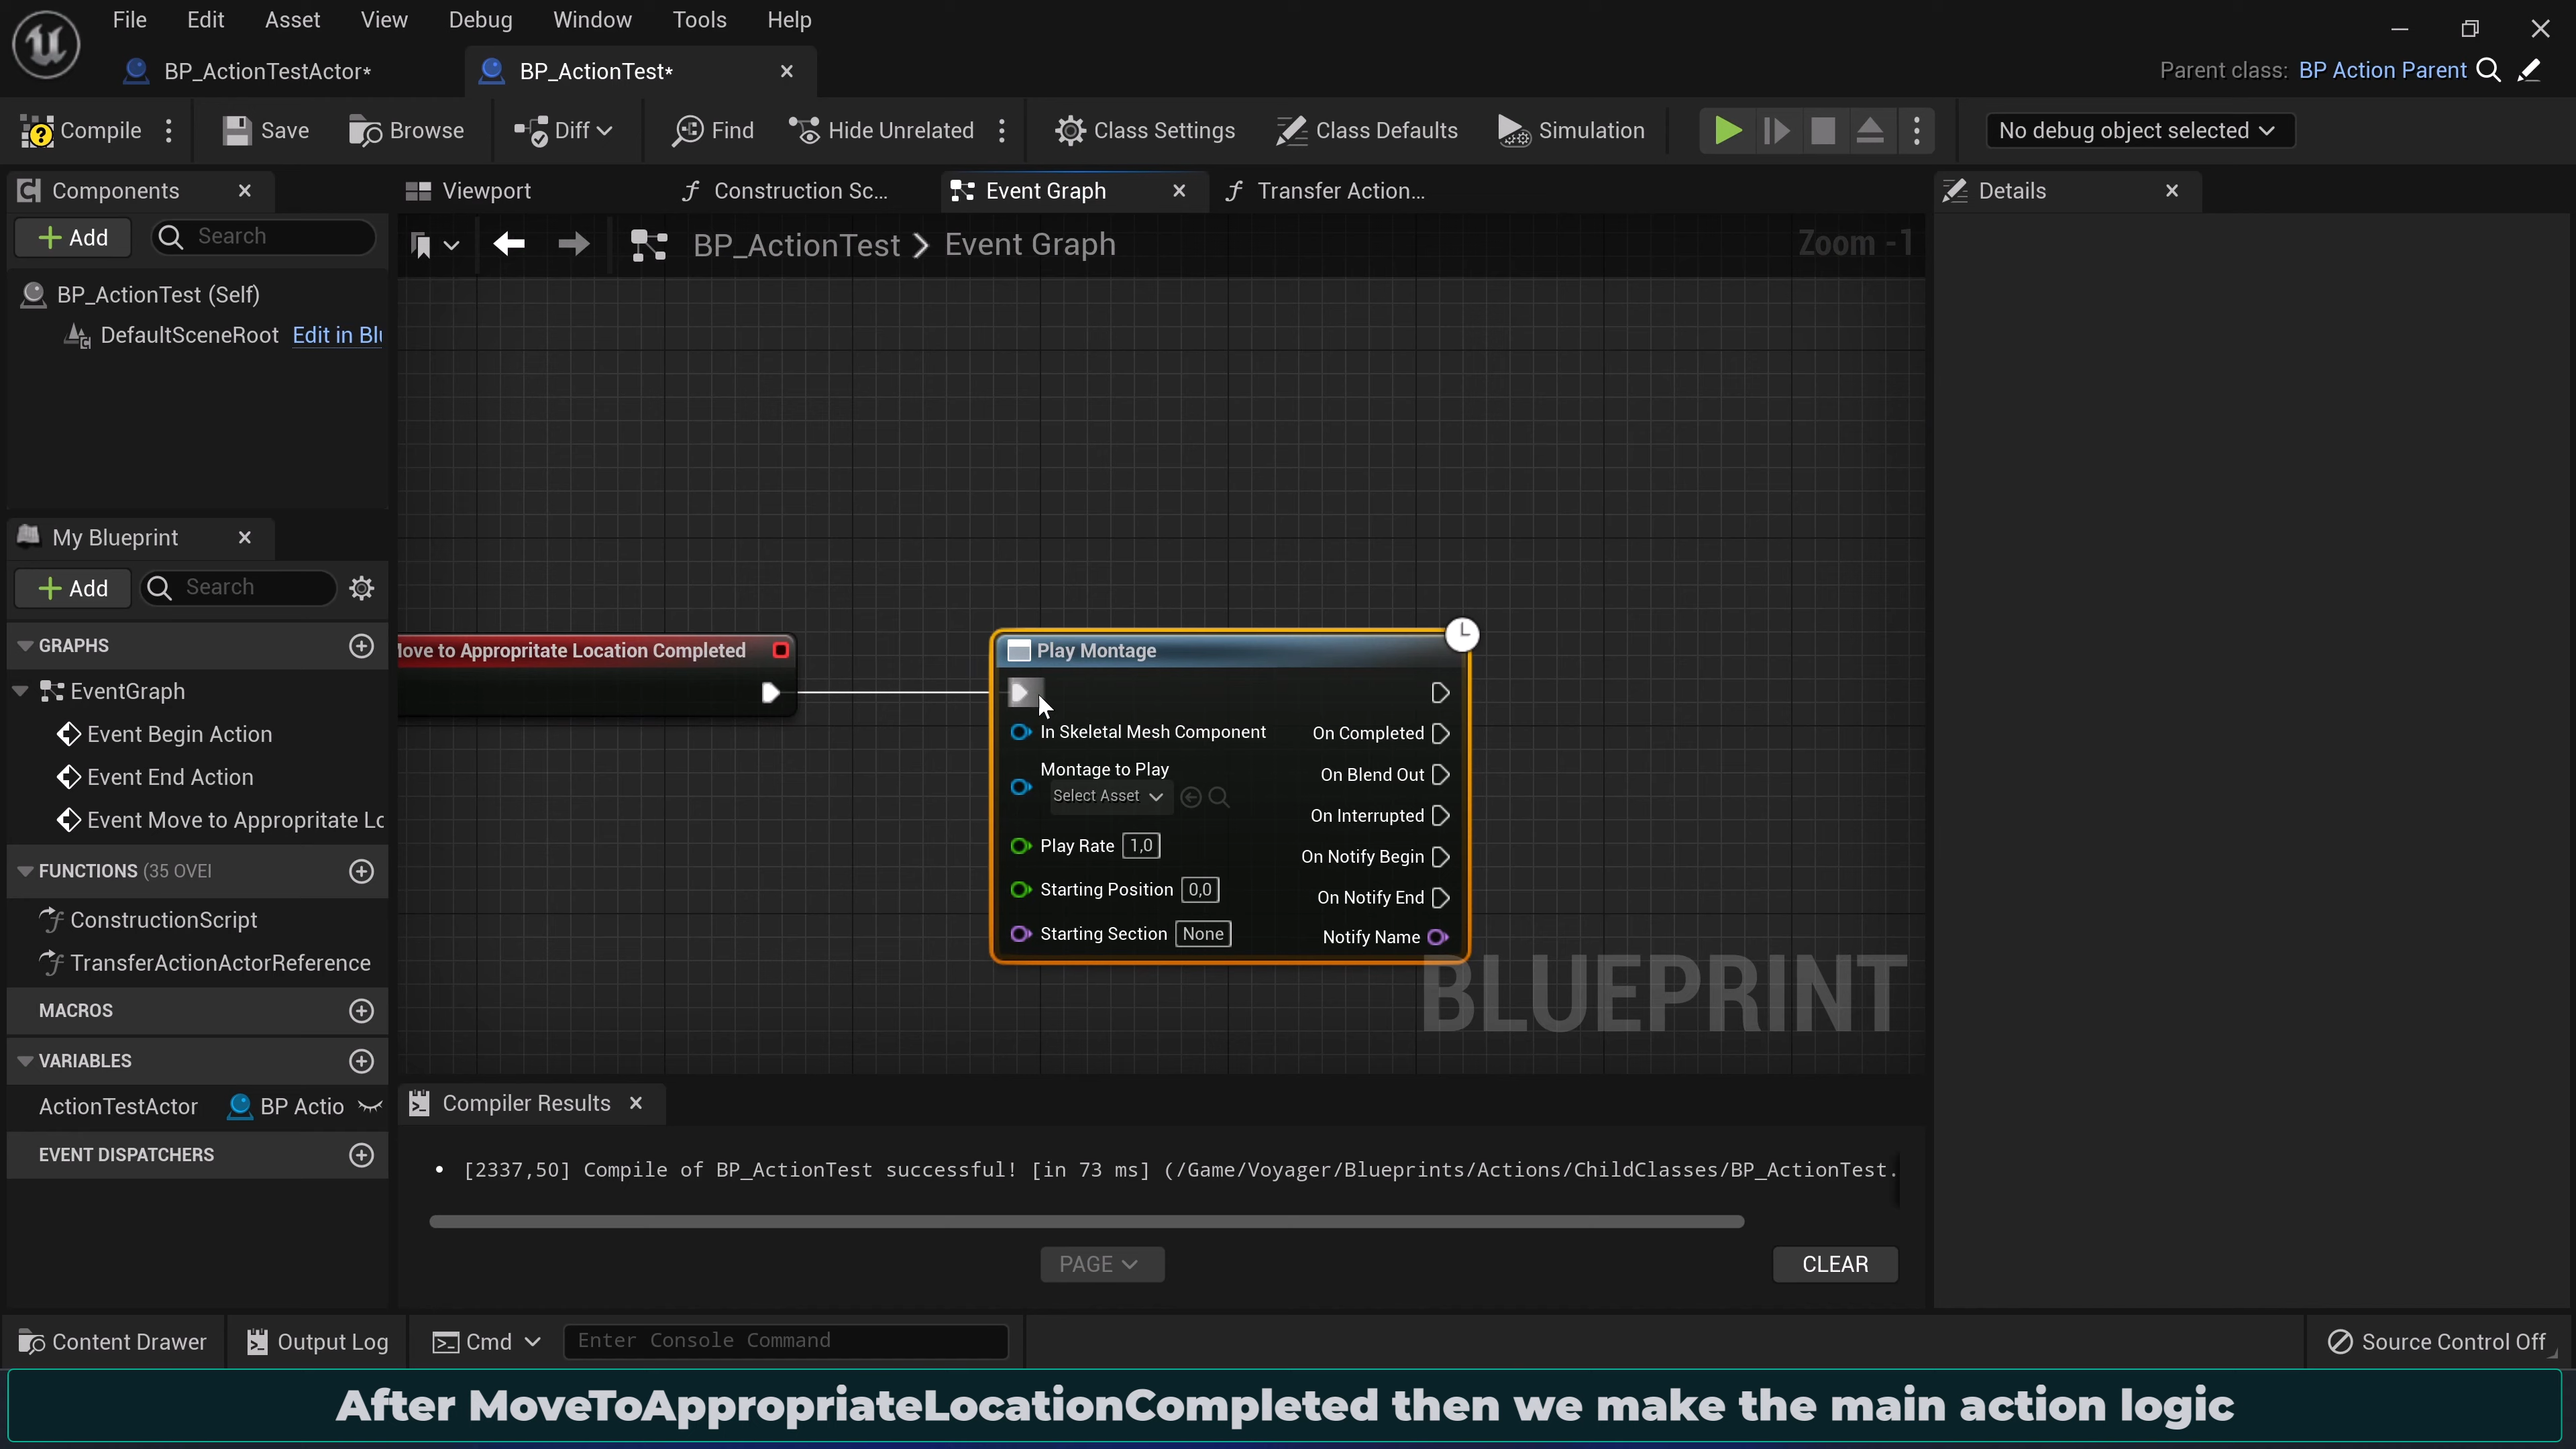 File Edit Asset View Debug Window Tools Help
BP_ActionTestActor* BP_ActionTest* Parent class: BP Action Parent
Compile Save Browse Diff Find Hide Unrelated Class Settings Class Defaults Simulation No debug object selected
Components Viewport Construction Sc... Event Graph Transfer Action... Details
Add Search BP_ActionTest Event Graph Zoom -1
BP_ActionTest (Self)
DefaultSceneRoot Edit in Blu
My Blueprint
Add Search
GRAPHS
EventGraph
Event Begin Action
Event End Action
Event Move to Appropritate Lo
FUNCTIONS (35 OVEI
ConstructionScript
TransferActionActorReference
MACROS
VARIABLES
ActionTestActor BP Actio
EVENT DISPATCHERS
Move to Appropritate Location Completed
Play Montage
In Skeletal Mesh Component On Completed
Montage to Play On Blend Out
Select Asset
On Interrupted
Play Rate 1,0 On Notify Begin
Starting Position 0,0 On Notify End
Starting Section None Notify Name
BLUEPRINT
Compiler Results
• [2337,50] Compile of BP_ActionTest successful! [in 73 ms] (/Game/Voyager/Blueprints/Actions/ChildClasses/BP_ActionTest.
PAGE CLEAR
Content Drawer Output Log Cmd Enter Console Command Source Control Off
After MoveToAppropriateLocationCompleted then we make the main action logic